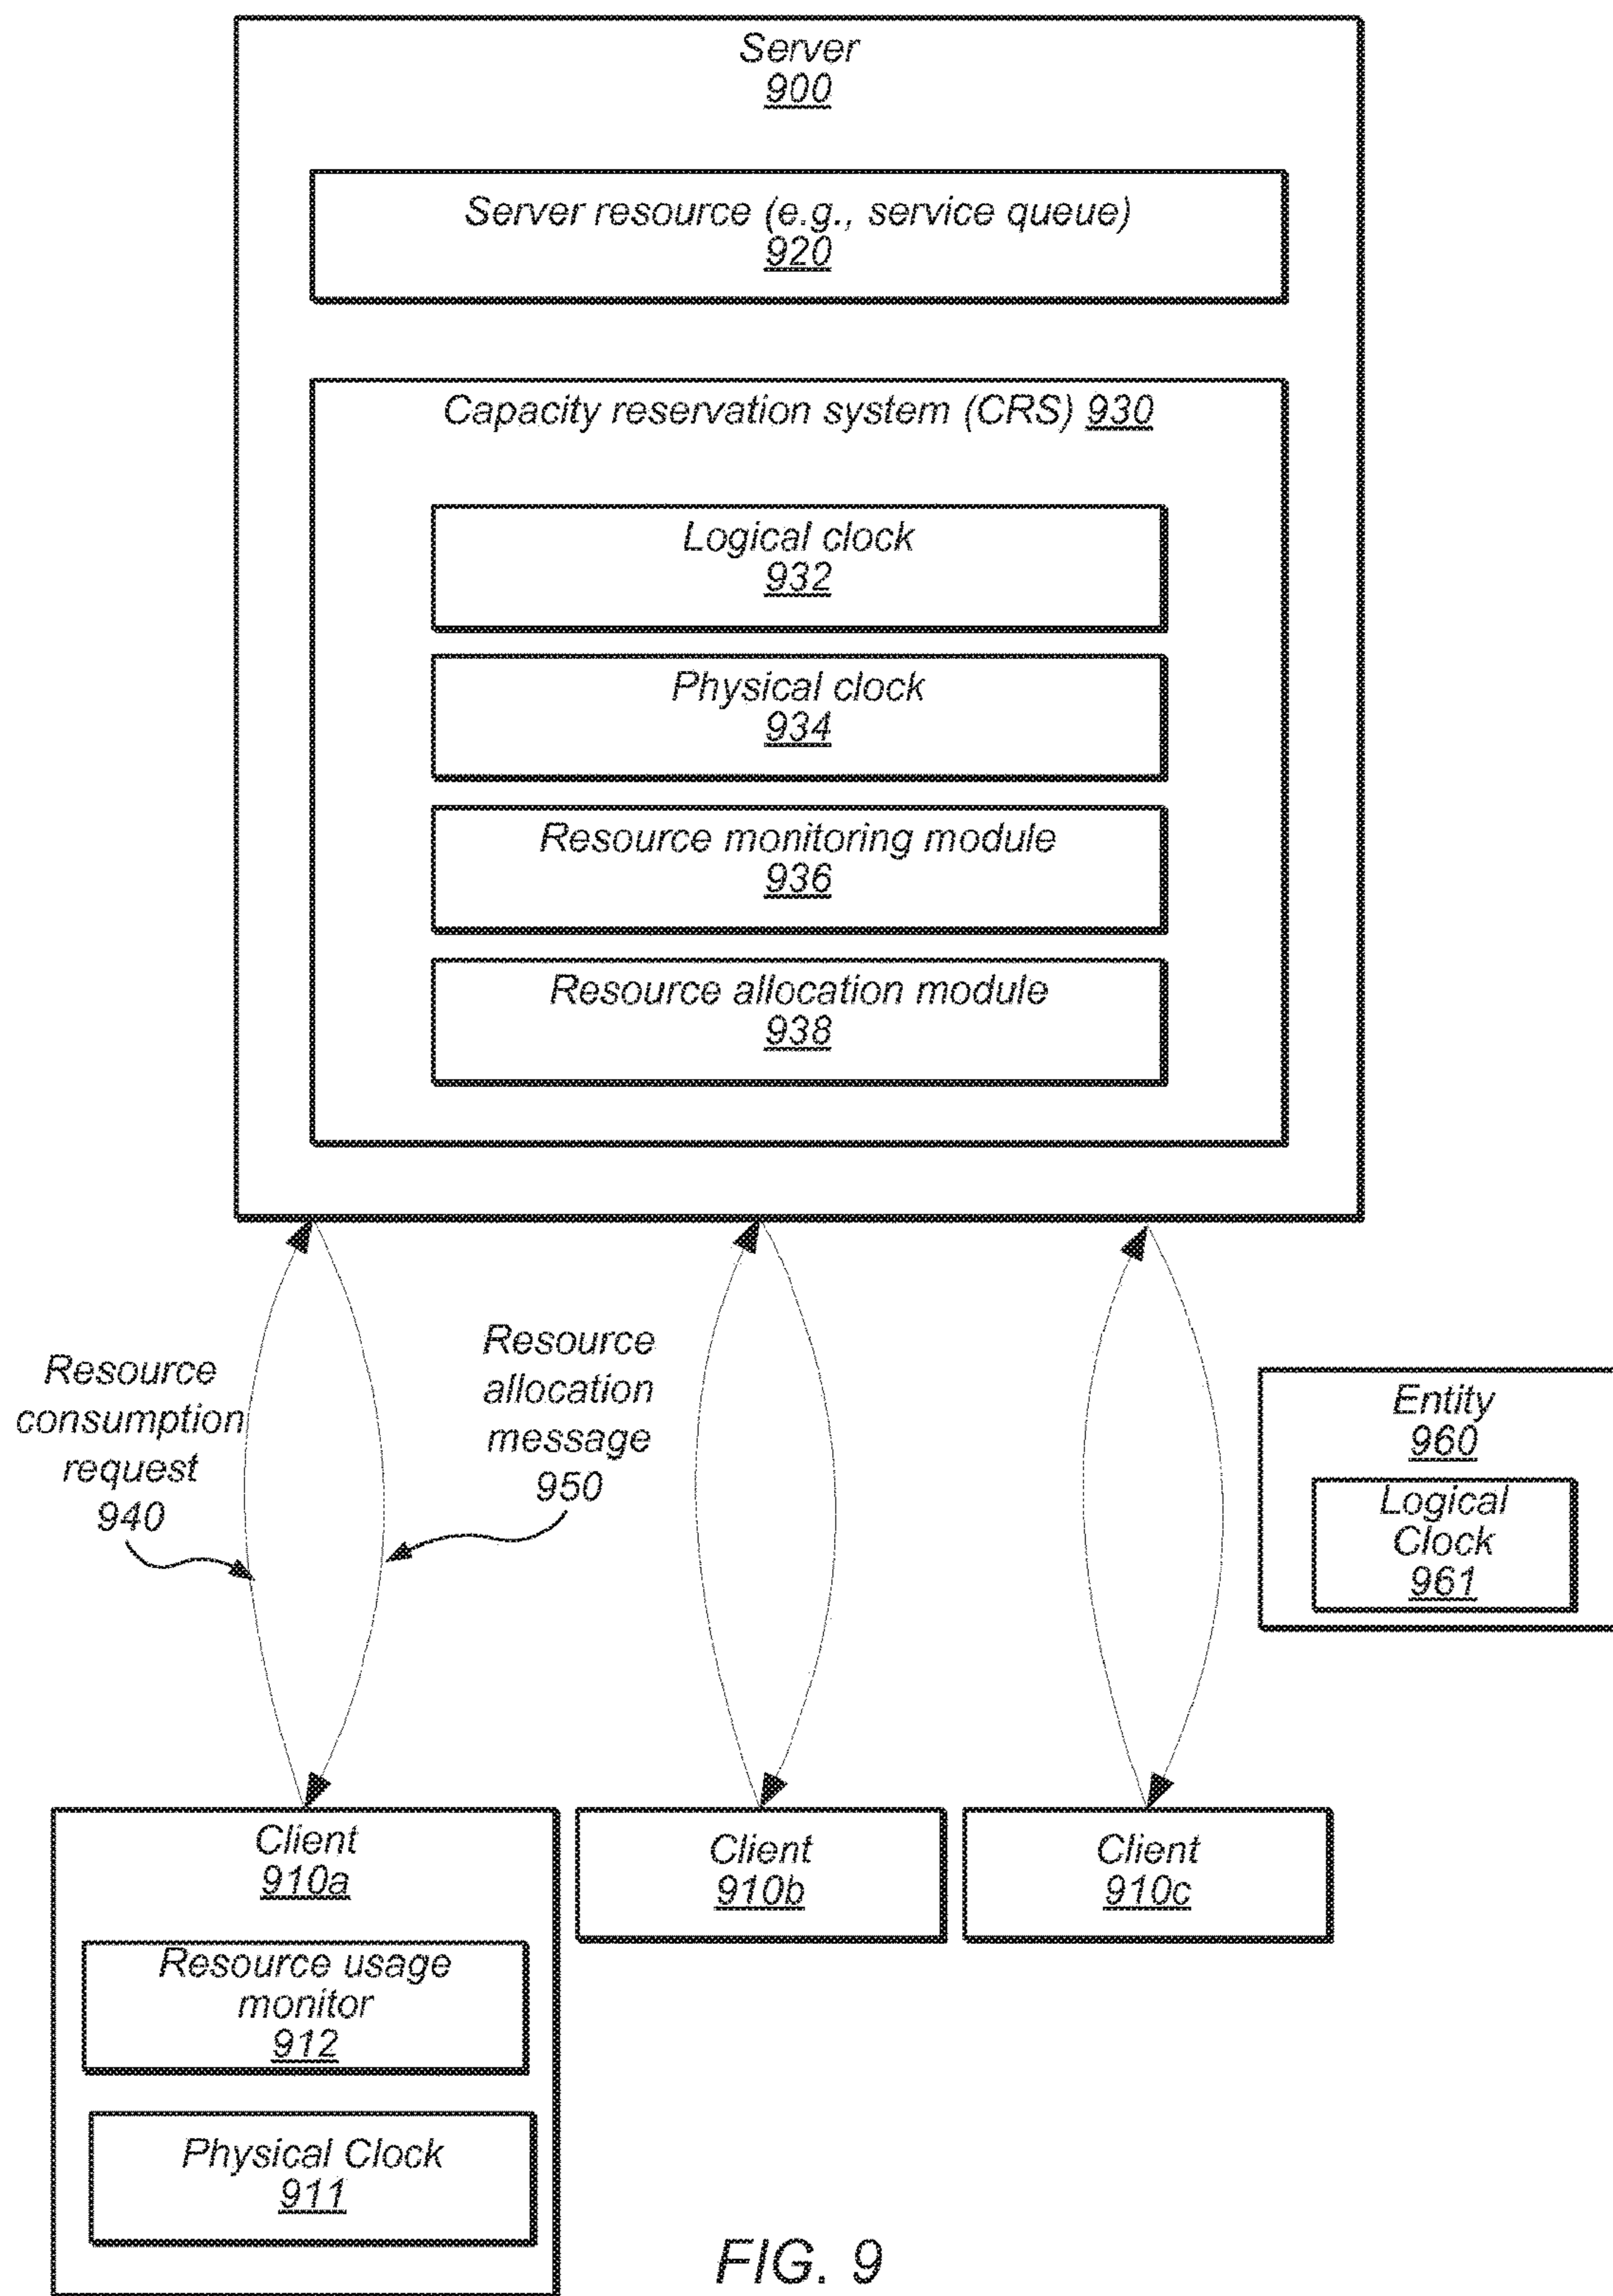 Server
900
Server resource (e.g., service queue)
920
Capacity reservation system (CRS) 930
Logical clock
932
Physical clock
934
Resource monitoring module
936
Resource allocation module
938
Resource
consumption
request
940
Resource
allocation
message
950
Entity
960
Logical
Clock
961
Client
910a
Resource usage
monitor
912
Physical Clock
911
Client
910b
Client
910c
FIG. 9